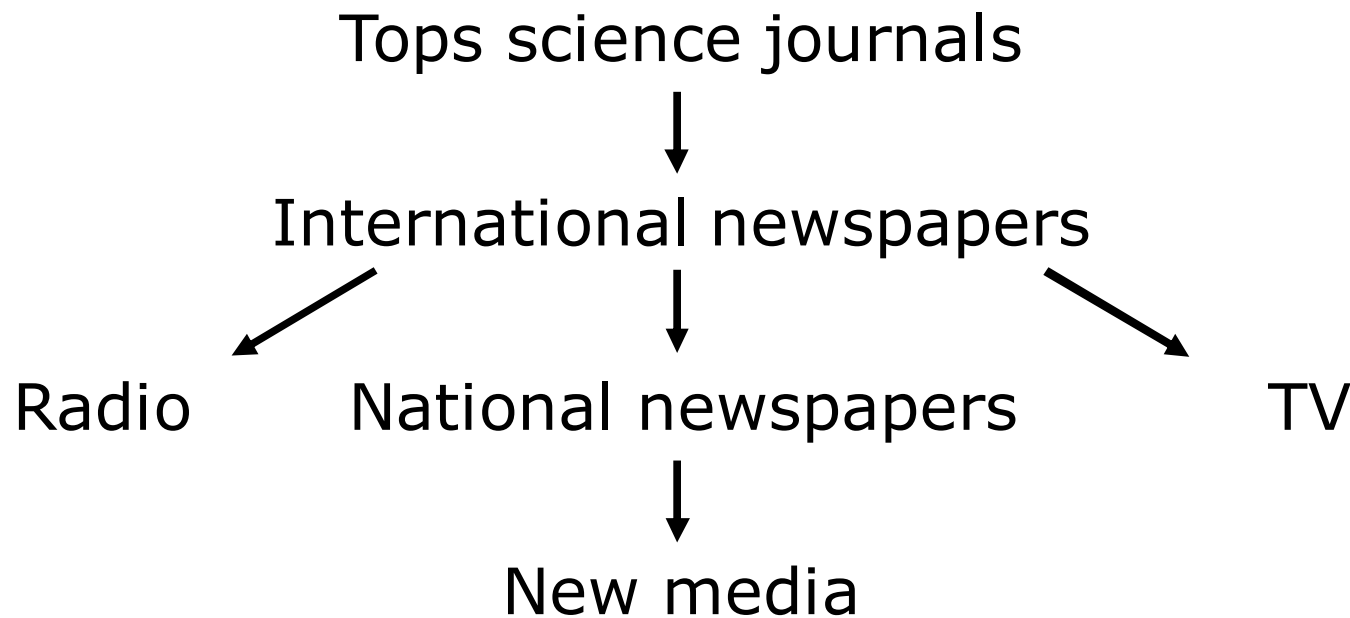 Tops science journals
International newspapers
Radio National newspapers TV
New media